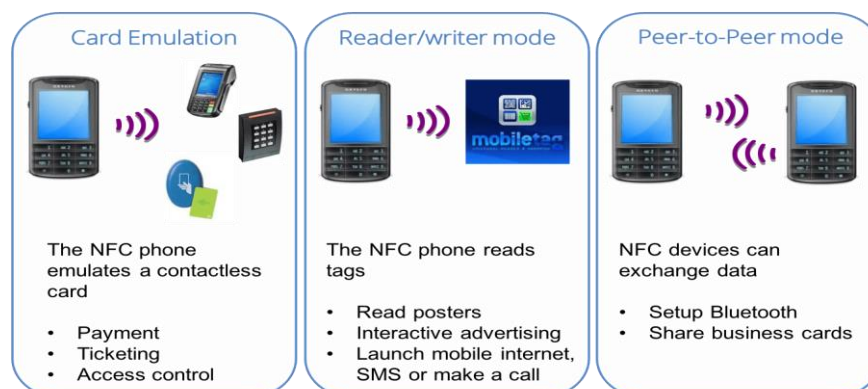 Card Emulation
The NFC phone
emulates a contactless
card
• Payment
• Ticketing
• Access control
Reader/writer mode
mobiletag
The NFC phone reads
tags
• Read posters
• Interactive advertising
• Launch mobile internet,
SMS or make a call
Peer-to-Peer mode
NFC devices can
exchange data
• Setup Bluetooth
• Share business cards